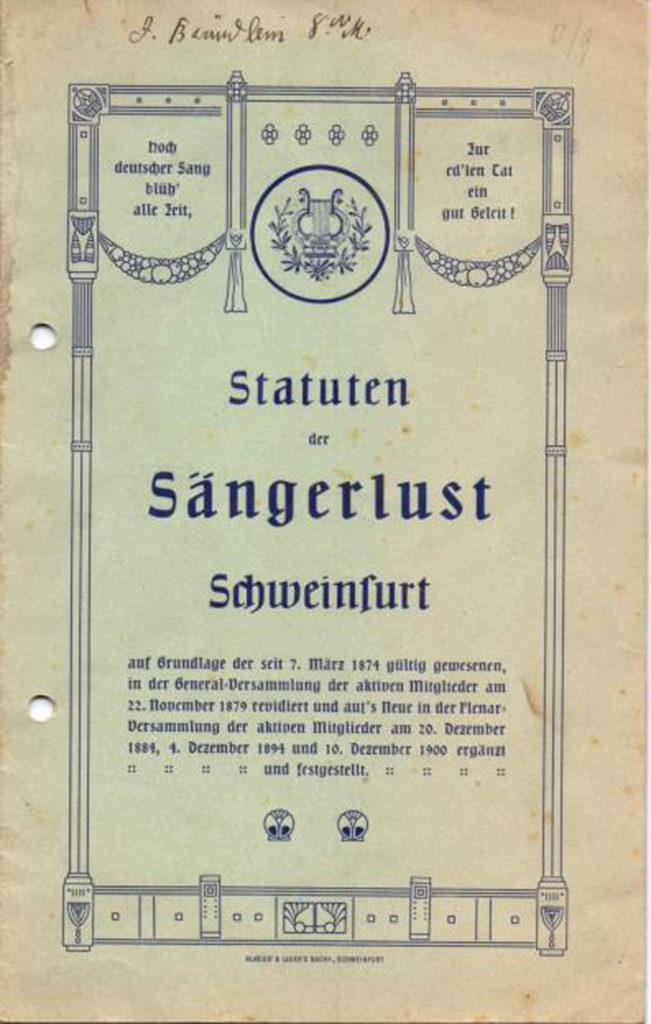 Hoch
deutscher Sang
blüh'
alle Zeit,
Zur
ed'len Tat
ein
gut Geleit!
Statuten
der
Sängerlust
Schweinfurt
auf Grundlage der seit 7. März 1874 gültig gewesenen,
in der General-Versammlung der aktiven Mitglieder am
22. November 1879 revidiert und auf's Neue in der Plenar-
Versammlung der aktiven Mitglieder am 20. Dezember
1884, 4. Dezember 1894 und 10. Dezember 1900 ergänzt
:: :: :: :: und festgestellt. :: :: :: ::
SCHWEINFURT